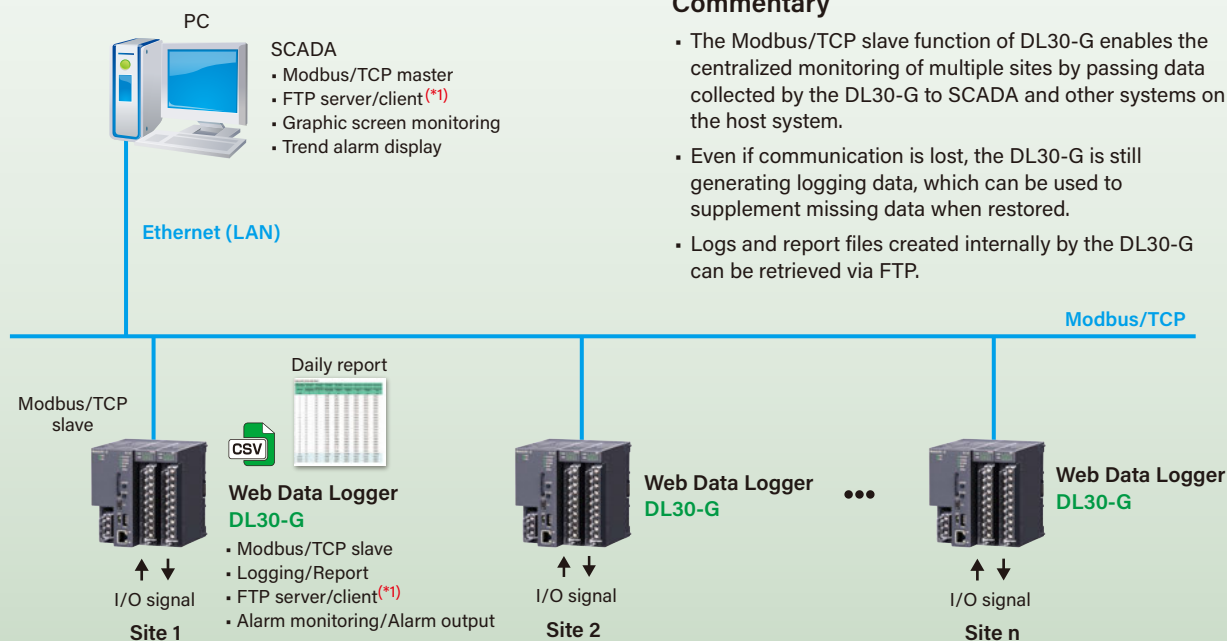 PC
SCADA
▪ Modbus/TCP master
▪ FTP server/client(*1)
▪ Graphic screen monitoring
▪ Trend alarm display
Ethernet (LAN)
Commentary
▪ The Modbus/TCP slave function of DL30-G enables the
centralized monitoring of multiple sites by passing data
collected by the DL30-G to SCADA and other systems on
the host system.
▪ Even if communication is lost, the DL30-G is still
generating logging data, which can be used to
supplement missing data when restored.
▪ Logs and report files created internally by the DL30-G
can be retrieved via FTP.
Modbus/TCP
Modbus/TCP
slave
Daily report
CSV
Web Data Logger
DL30-G
▪ Modbus/TCP slave
▪ Logging/Report
▪ FTP server/client(*1)
▪ Alarm monitoring/Alarm output
I/O signal
Site 1
Web Data Logger
DL30-G
I/O signal
Site 2
•••
Web Data Logger
DL30-G
I/O signal
Site n